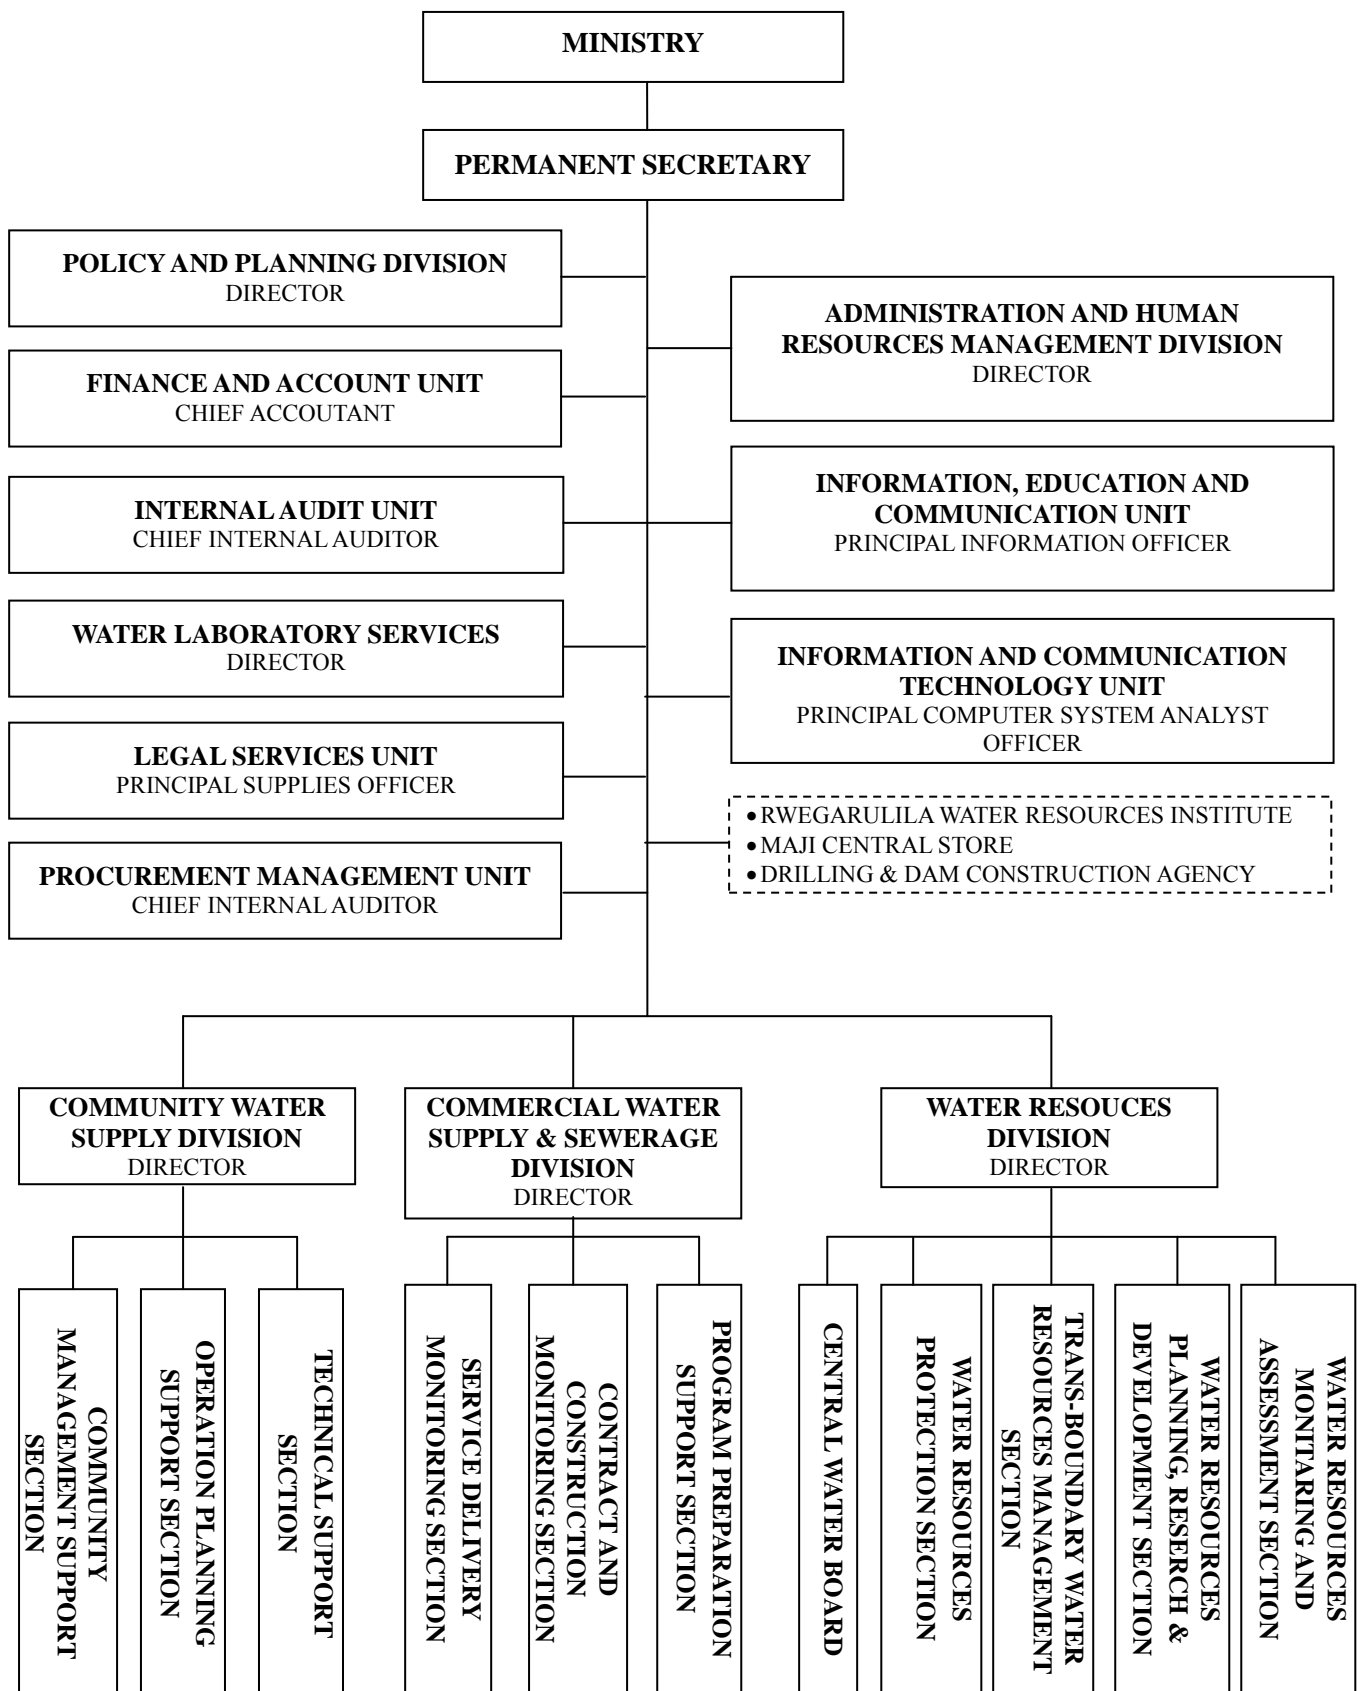 MINISTRY
PERMANENT SECRETARY
POLICY AND PLANNING DIVISION
DIRECTOR
ADMINISTRATION AND HUMAN
RESOURCES MANAGEMENT DIVISION
DIRECTOR
FINANCE AND ACCOUNT UNIT
CHIEF ACCOUTANT
INTERNAL AUDIT UNIT
CHIEF INTERNAL AUDITOR
INFORMATION, EDUCATION AND
COMMUNICATION UNIT
PRINCIPAL INFORMATION OFFICER
WATER LABORATORY SERVICES
DIRECTOR
INFORMATION AND COMMUNICATION
TECHNOLOGY UNIT
PRINCIPAL COMPUTER SYSTEM ANALYST
OFFICER
LEGAL SERVICES UNIT
PRINCIPAL SUPPLIES OFFICER
• RWEGARULILA WATER RESOURCES INSTITUTE
• MAJI CENTRAL STORE
• DRILLING & DAM CONSTRUCTION AGENCY
PROCUREMENT MANAGEMENT UNIT
CHIEF INTERNAL AUDITOR
COMMUNITY WATER
SUPPLY DIVISION
DIRECTOR
COMMERCIAL WATER
SUPPLY & SEWERAGE
DIVISION
DIRECTOR
WATER RESOUCES
DIVISION
DIRECTOR
COMMUNITY
MANAGEMENT SUPPORT
SECTION
OPERATION PLANNING
SUPPORT SECTION
TECHNICAL SUPPORT
SECTION
SERVICE DELIVERY
MONITORING SECTION
CONTRACT AND
CONSTRUCTION
MONITORING SECTION
PROGRAM PREPARATION
SUPPORT SECTION
CENTRAL WATER BOARD
WATER RESOURCES
PROTECTION SECTION
TRANS-BOUNDARY WATER
RESOURCES MANAGEMENT
SECTION
WATER RESOURCES
PLANNING, RESERCH &
DEVELOPMENT SECTION
WATER RESOURCES
MONITARING AND
ASSESSMENT SECTION